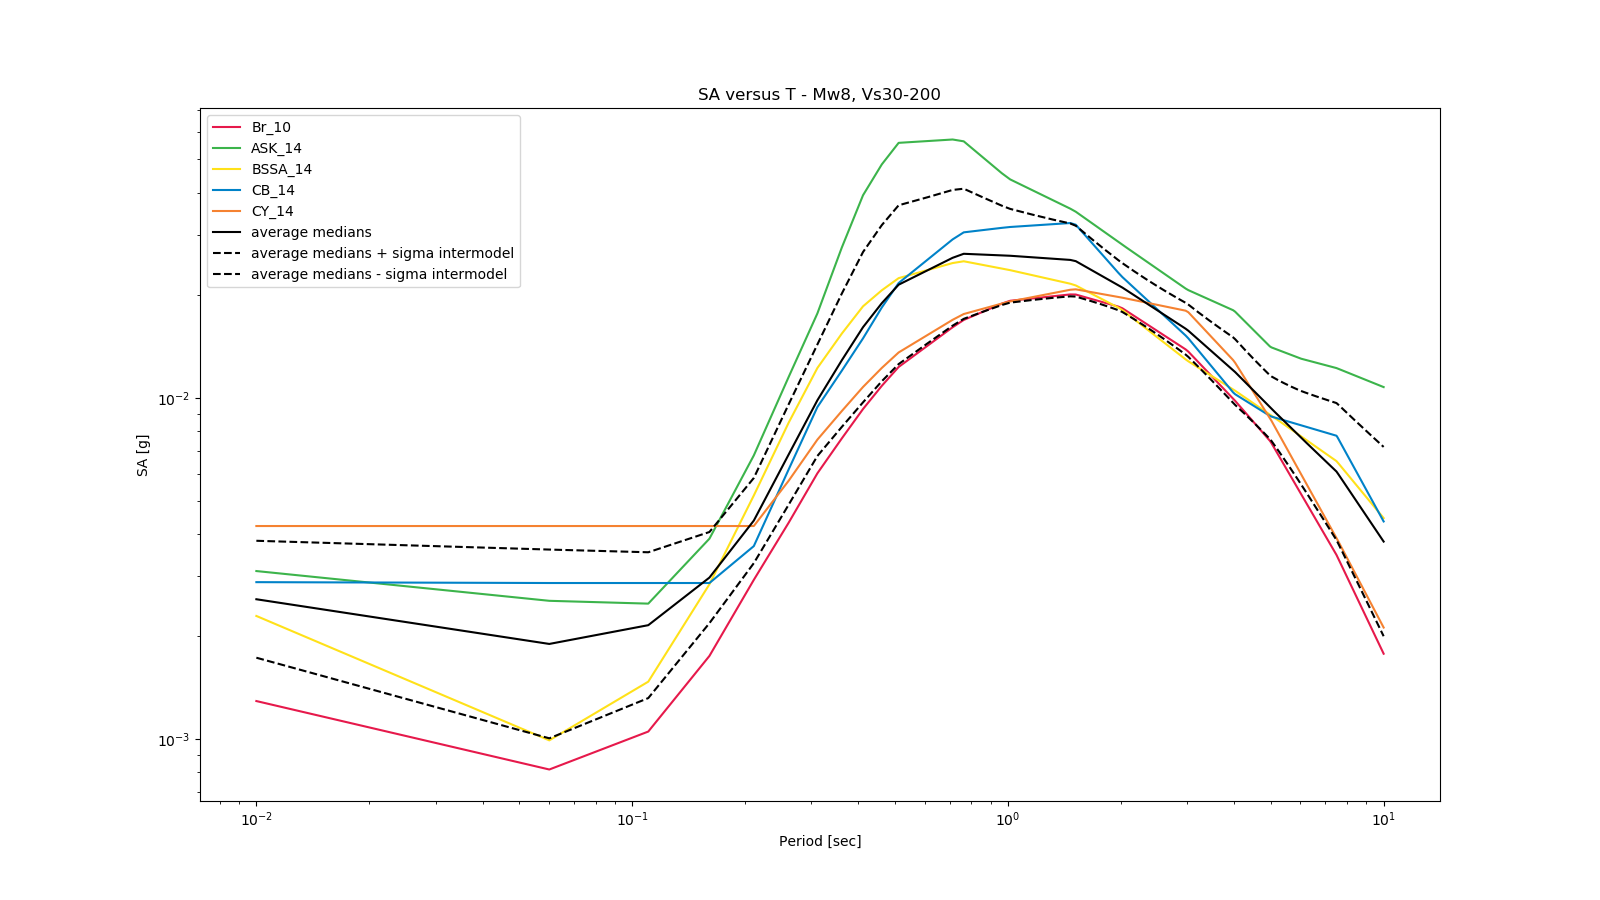 SA versus T - Mw8, Vs30-200
Br_10
ASK_14
BSSA_14
CB_14
CY_14
average medians
average medians + sigma intermodel
average medians - sigma intermodel
SA [g]
10⁻²
10⁻³
10⁻²
10⁻¹
10⁰
10¹
Period [sec]